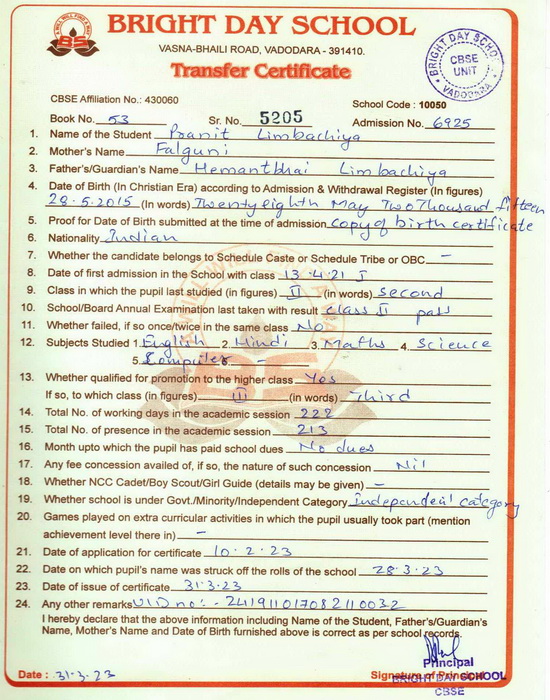 BRIGHT DAY SCHOOL
VASNA-BHAILI ROAD, VADODARA - 391410.
Transfer Certificate
BRIGHT DAY SCHOOL
CBSE
UNIT
VADODARA
CBSE Affiliation No.: 430060
School Code : 10050
Book No. 53 Sr. No. 5205 Admission No. 6925
1. Name of the Student Pranit Limbachiya
2. Mother's Name Falguni
3. Father's/Guardian's Name Hemantbhai Limbachiya
4. Date of Birth (In Christian Era) according to Admission & Withdrawal Register (In figures)
28.5.2015 (In words) Twenty eighth May Two Thousand fifteen
5. Proof for Date of Birth submitted at the time of admission copy of birth certificate
6. Nationality Indian
7. Whether the candidate belongs to Schedule Caste or Schedule Tribe or OBC -
8. Date of first admission in the School with class 13.4.21 I
9. Class in which the pupil last studied (in figures) II (in words) second
10. School/Board Annual Examination last taken with result class II pass
11. Whether failed, if so once/twice in the same class No
12. Subjects Studied 1. English 2. Hindi 3. Maths 4. Science
5. Computer -
13. Whether qualified for promotion to the higher class Yes
If so, to which class (in figures) III (in words) Third
14. Total No. of working days in the academic session 222
15. Total No. of presence in the academic session 213
16. Month upto which the pupil has paid school dues No dues
17. Any fee concession availed of, if so, the nature of such concession Nil
18. Whether NCC Cadet/Boy Scout/Girl Guide (details may be given) -
19. Whether school is under Govt./Minority/Independent Category Independent category
20. Games played on extra curricular activities in which the pupil usually took part (mention
achievement level there in) -
21. Date of application for certificate 10.2.23
22. Date on which pupil's name was struck off the rolls of the school 28.3.23
23. Date of issue of certificate 31.3.23
24. Any other remarks UID no:- 241911017082110032
I hereby declare that the above information including Name of the Student, Father's/Guardian's
Name, Mother's Name and Date of Birth furnished above is correct as per school records.
Principal
Date : 31.3.23 Signature of Principal
BRIGHT DAY SCHOOL
CBSE